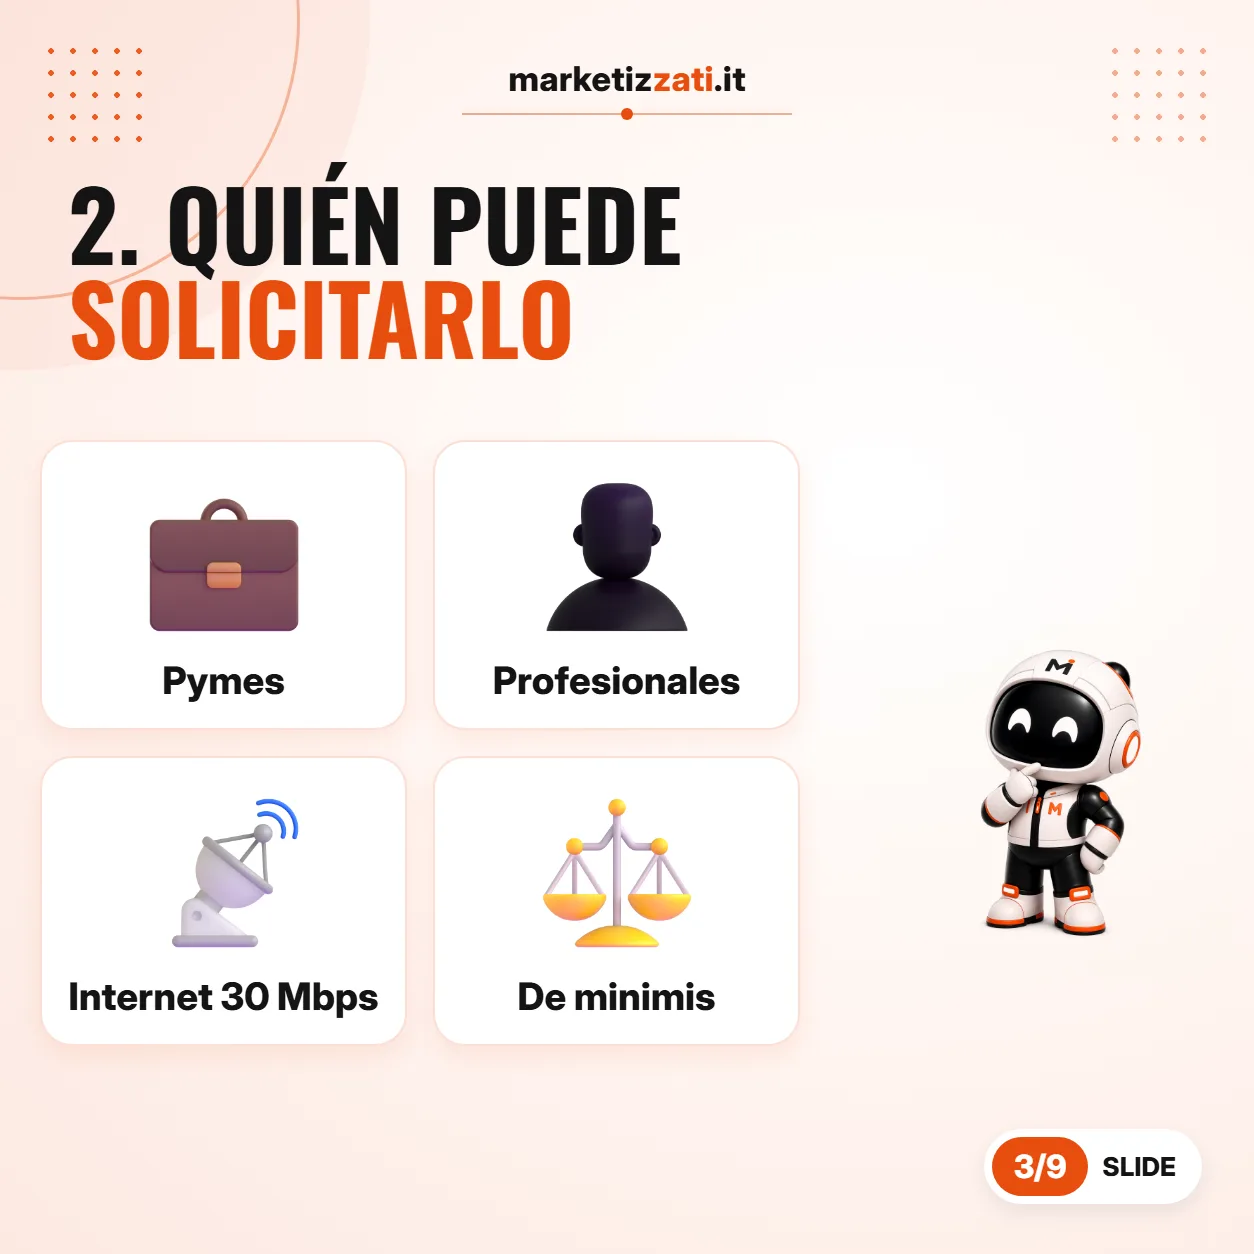 marketizzati.it
2. QUIÉN PUEDE
SOLICITARLO
Pymes
Profesionales
Internet 30 Mbps
De minimis
3/9 SLIDE